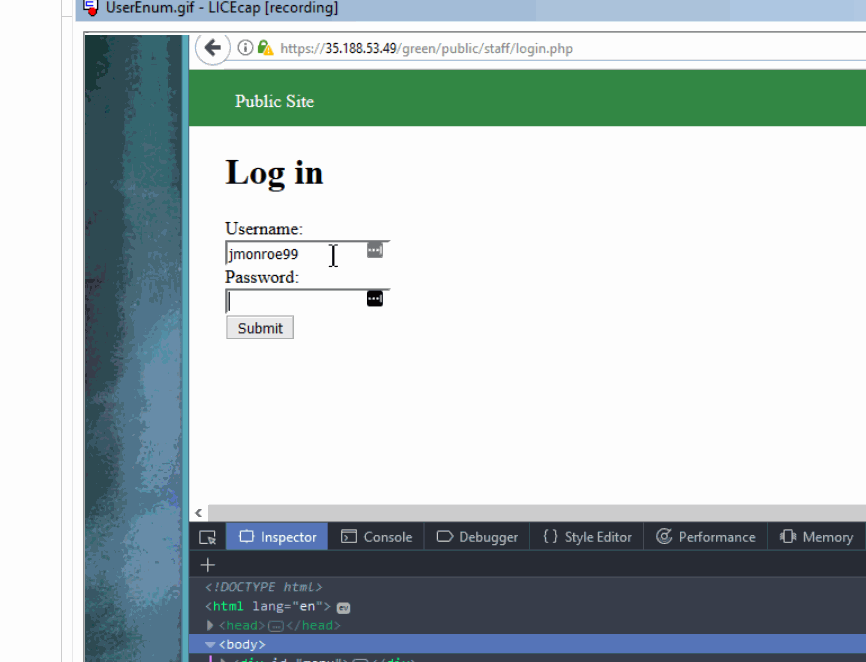 UserEnum.gif - LICEcap [recording]
https://35.188.53.49/green/public/staff/login.php
Public Site
Log in
Username:
jmonroe99
Password:
Submit
Inspector Console Debugger { } Style Editor Performance Memory
+
<!DOCTYPE html>
<html lang="en"> ev
<head></head>
<body>